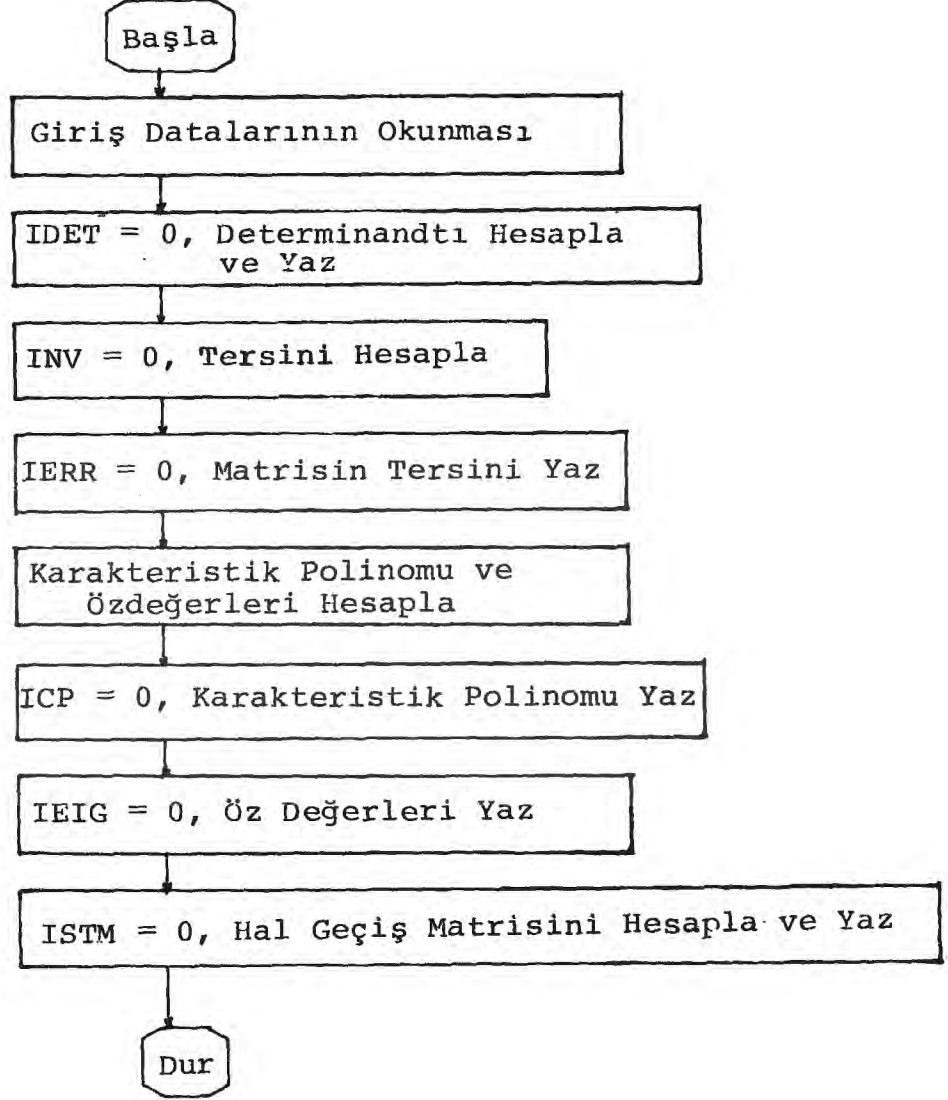 Başla
Giriş Datalarının Okunması
IDET = 0, Determinandtı Hesapla
ve Yaz
INV = 0, Tersini Hesapla
IERR = 0, Matrisin Tersini Yaz
Karakteristik Polinomu ve
Özdeğerleri Hesapla
ICP = 0, Karakteristik Polinomu Yaz
IEIG = 0, Öz Değerleri Yaz
ISTM = 0, Hal Geçiş Matrisini Hesapla ve Yaz
Dur